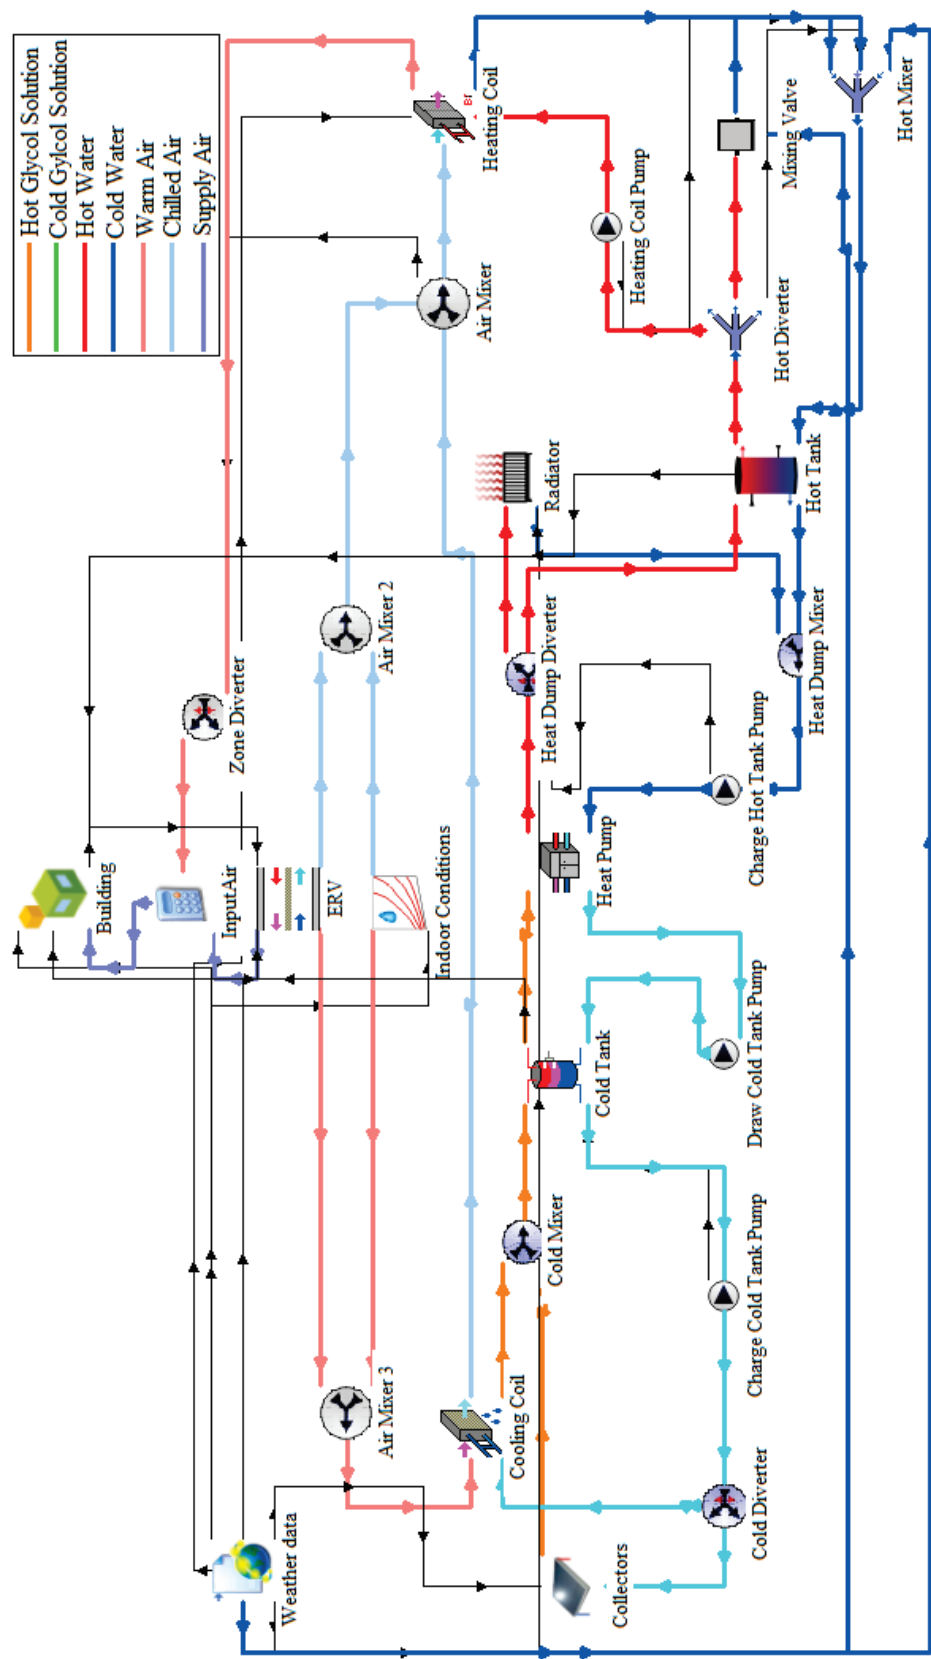 Hot Glycol Solution
Cold Gylcol Solution
Hot Water
Cold Water
Warm Air
Chilled Air
Supply Air
Weather data
Building
InputAir
Zone Diverter
ERV
Indoor Conditions
Air Mixer 3
Air Mixer 2
Air Mixer
Heating Coil
Cooling Coil
Cold Mixer
Collectors
Cold Tank
Heat Pump
Heat Dump Diverter
Radiator
Heating Coil Pump
Cold Diverter
Charge Cold Tank Pump
Draw Cold Tank Pump
Charge Hot Tank Pump
Heat Dump Mixer
Hot Tank
Hot Diverter
Mixing Valve
Hot Mixer